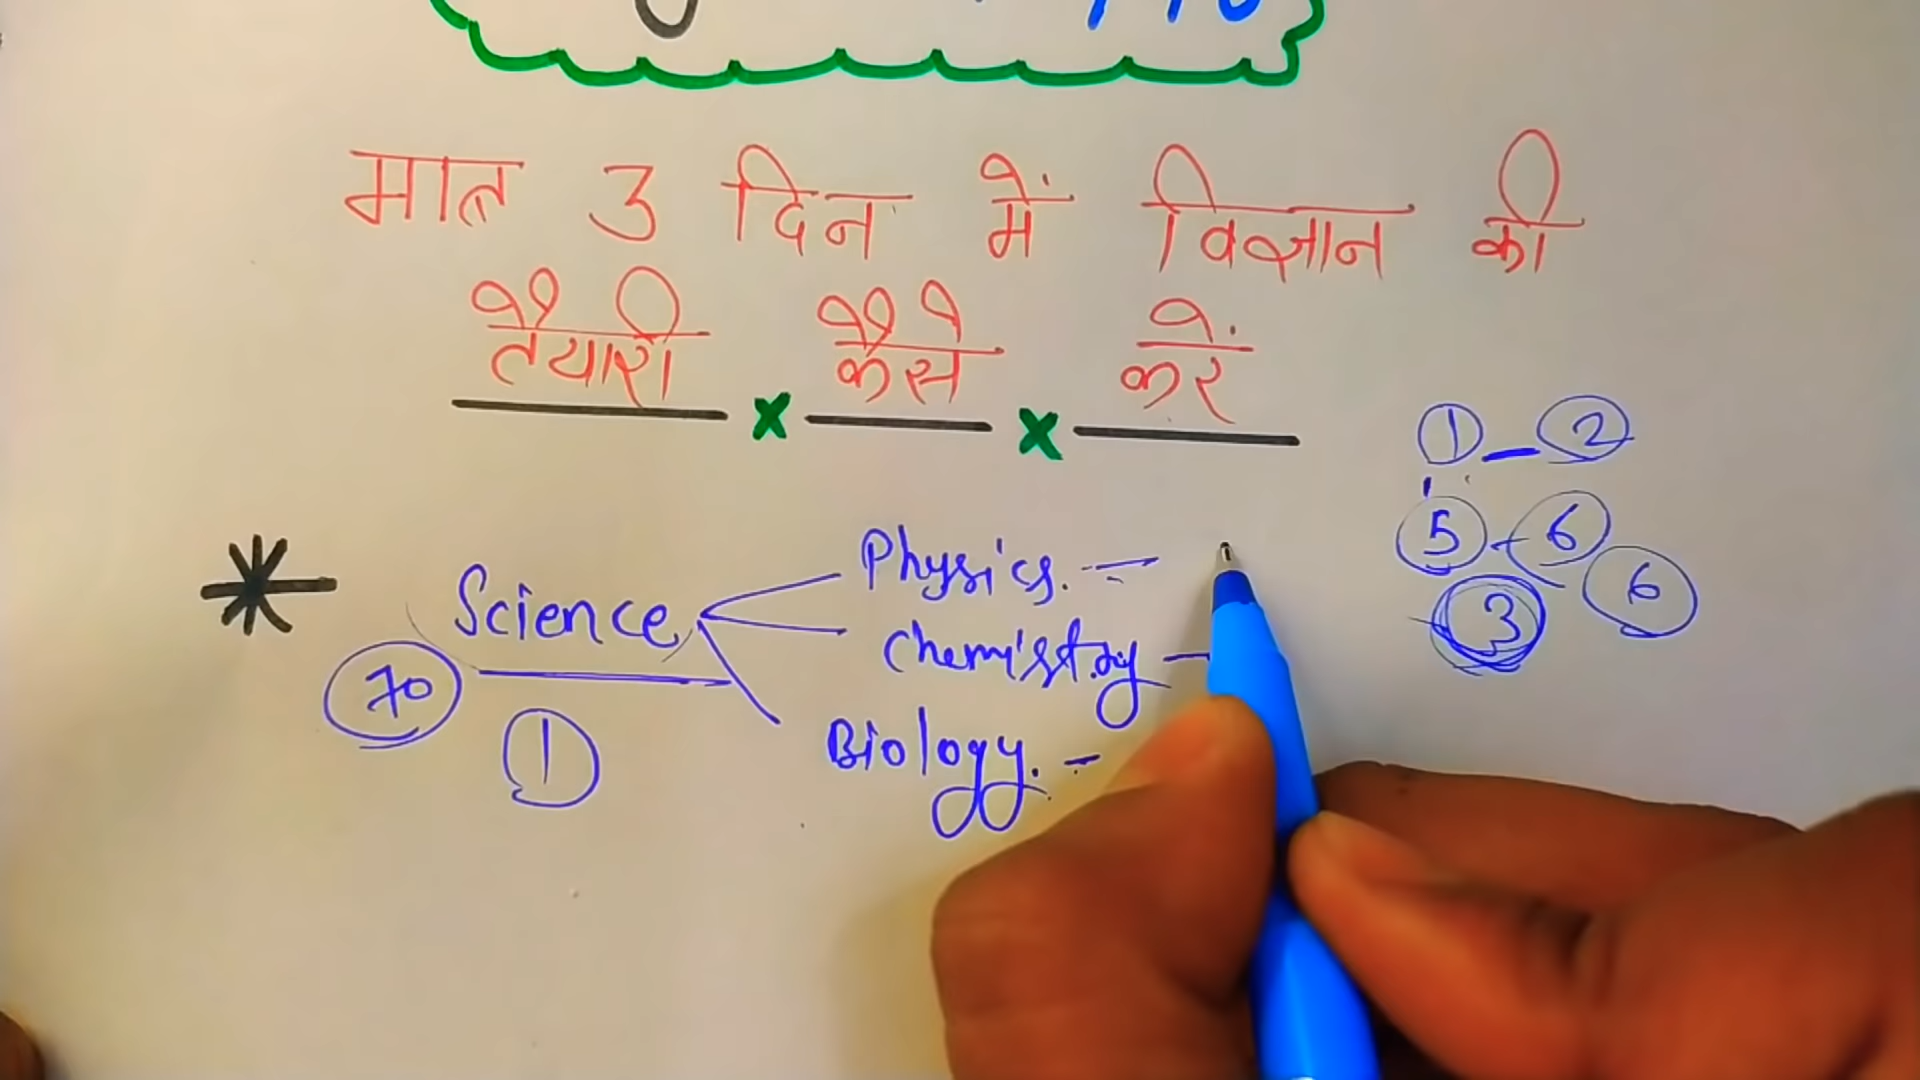 मात्र 3 दिन में विज्ञान की
तैयारी कैसे करें
x x
1 - 2
5 - 6
6
3
Science
Physics. -
Chemistry -
Biology. -
70
1